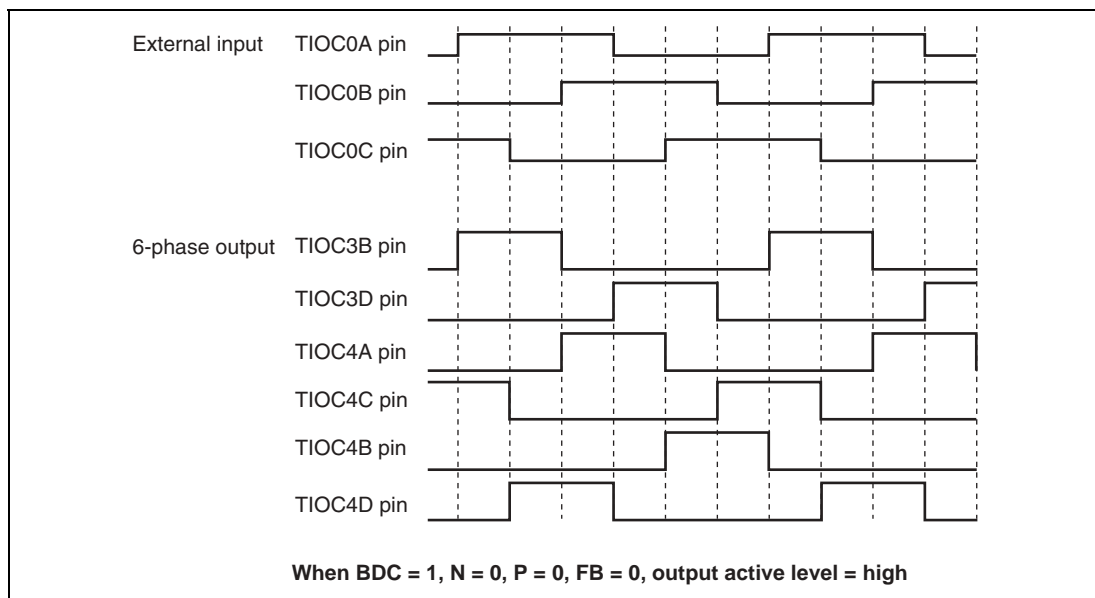 External input TIOC0A pin
TIOC0B pin
TIOC0C pin
6-phase output TIOC3B pin
TIOC3D pin
TIOC4A pin
TIOC4C pin
TIOC4B pin
TIOC4D pin
When BDC = 1, N = 0, P = 0, FB = 0, output active level = high